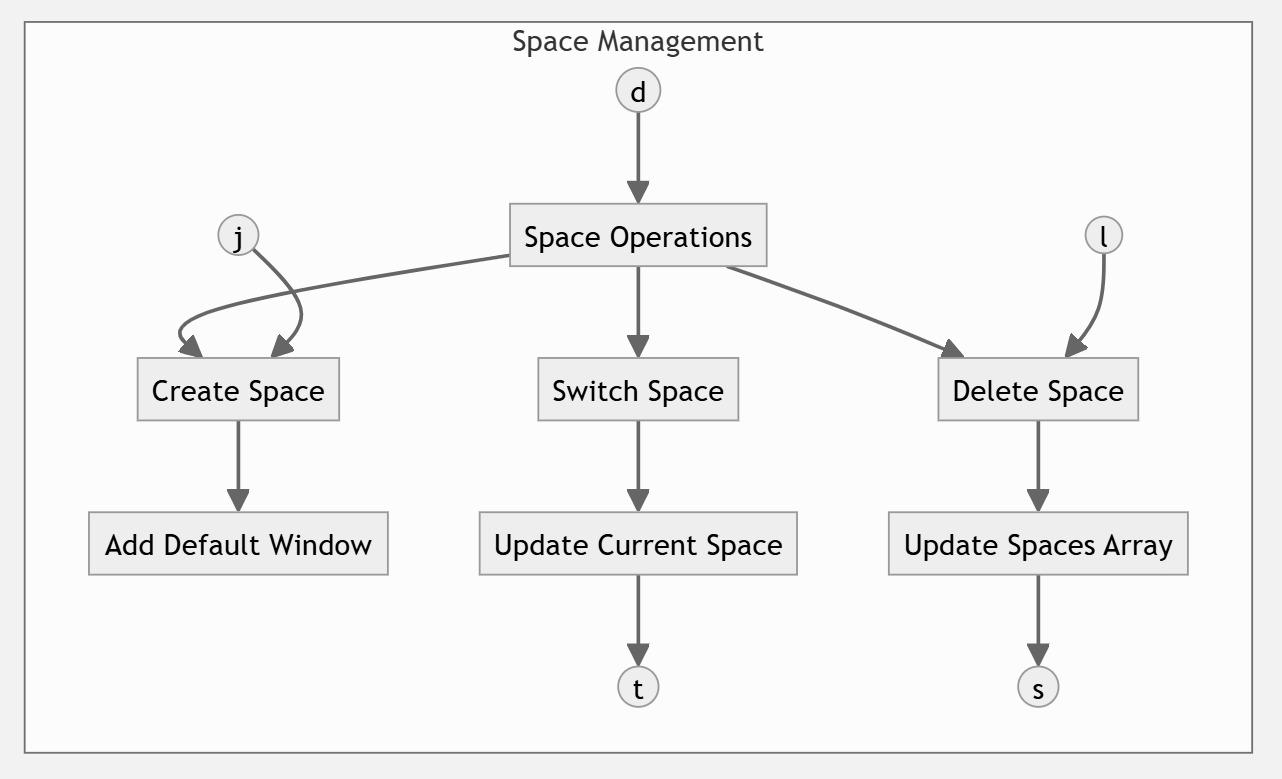 Space Management
d
j
Space Operations
l
Create Space
Switch Space
Delete Space
Add Default Window
Update Current Space
Update Spaces Array
t
s